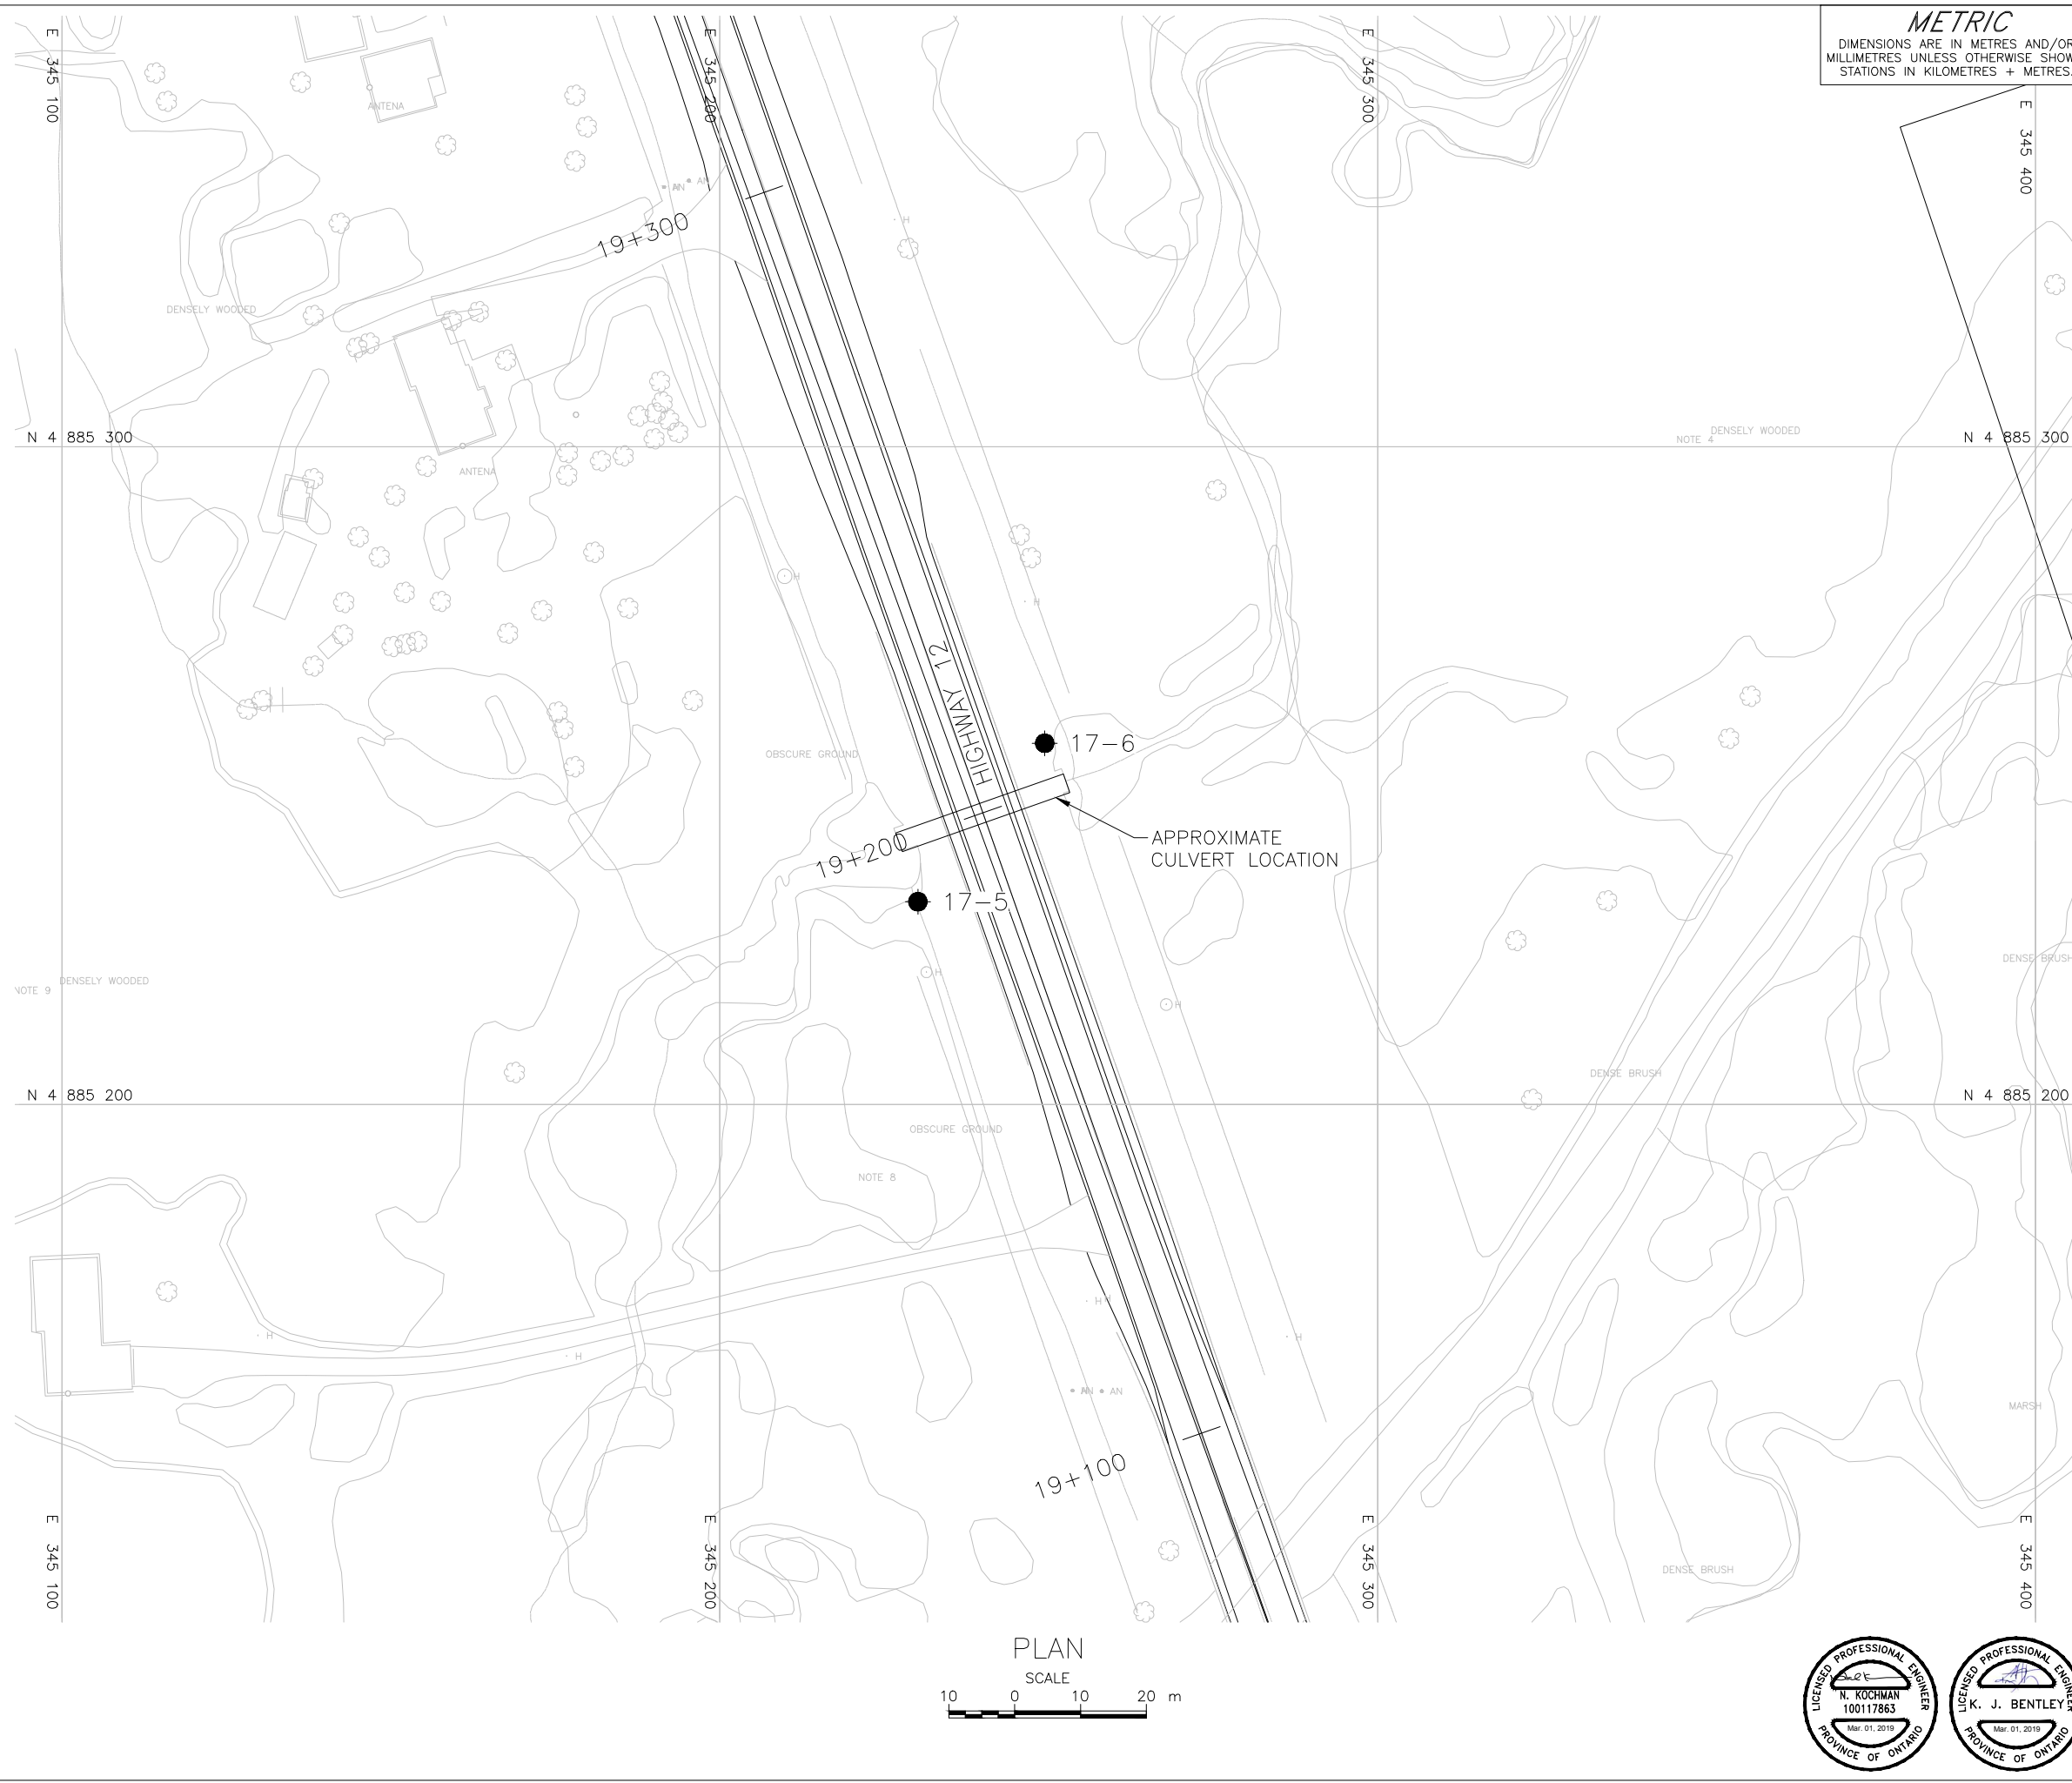 METRIC
DIMENSIONS ARE IN METRES AND/OR
MILLIMETRES UNLESS OTHERWISE SHOW
STATIONS IN KILOMETRES + METRES.
E 345 100
E 345 200
E 345 300
E 345 400
ANTENA
AN
AN
H
19+300
DENSELY WOODED
N 4 885 300
NOTE 4
DENSELY WOODED
N 4 885 300
ANTENA
H
H
HIGHWAY 12
OBSCURE GROUND
17-6
APPROXIMATE
CULVERT LOCATION
19+200
17-5
DENSELY WOODED
NOTE 9
H
H
DENSE BRUSH
DENSE BRUSH
N 4 885 200
N 4 885 200
OBSCURE GROUND
NOTE 8
H
H
H
H
H
AN
AN
MARSH
19+100
DENSE BRUSH
E 345 100
E 345 200
E 345 300
E 345 400
PLAN
SCALE
10 0 10 20 m
LICENSED PROFESSIONAL ENGINEER
N. KOCHMAN
100117863
Mar. 01, 2019
PROVINCE OF ONTARIO
LICENSED PROFESSIONAL ENGINEER
K. J. BENTLEY
Mar. 01, 2019
PROVINCE OF ONTARIO